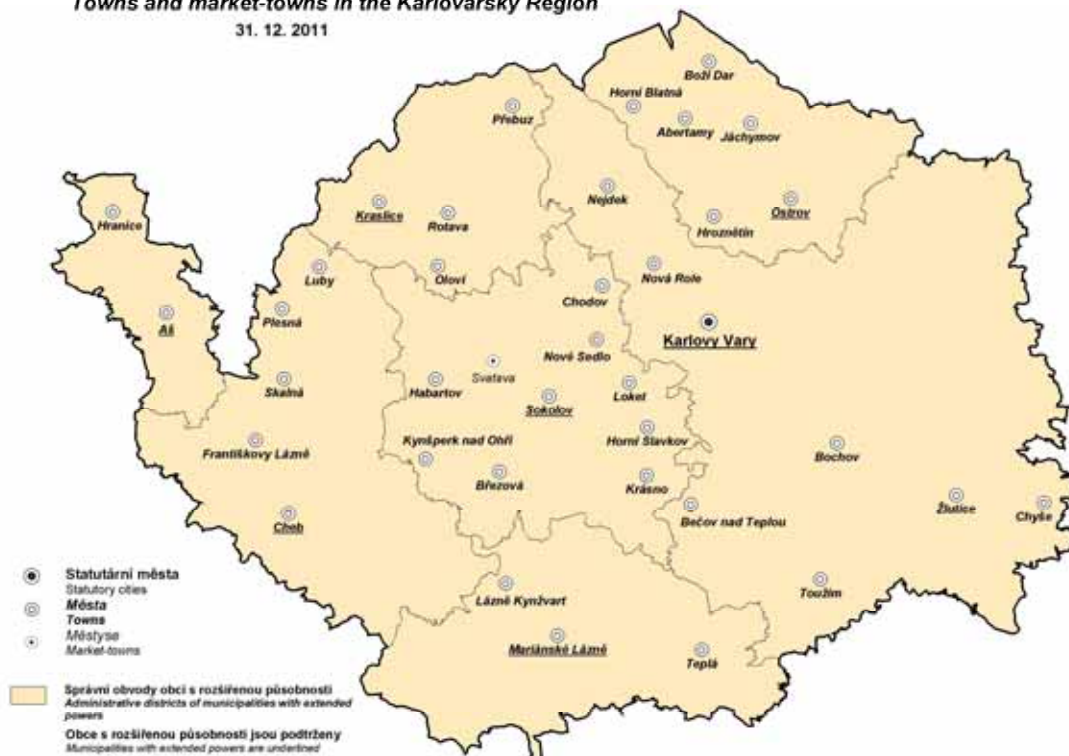 Towns and market-towns in the Karlovarský Region
31. 12. 2011
Boží Dar
Horní Blatná
Přebuz
Abertamy
Jáchymov
Nejdek
Kraslice
Ostrov
Hranice
Rotava
Hroznětín
Luby
Oloví
Nová Role
Chodov
Plesná
Aš
Karlovy Vary
Nové Sedlo
Svatava
Skalná
Habartov
Loket
Sokolov
Kynšperk nad Ohří
Horní Slavkov
Františkovy Lázně
Bochov
Březová
Krásno
Žlutice
Chyše
Bečov nad Teplou
Cheb
Toužim
Lázně Kynžvart
Mariánské Lázně
Teplá
Statutární města
Statutory cities
Města
Towns
Městyse
Market-towns
Správní obvody obcí s rozšířenou působností
Administrative districts of municipalities with extended
powers
Obce s rozšířenou působností jsou podtrženy
Municipalities with extended powers are underlined